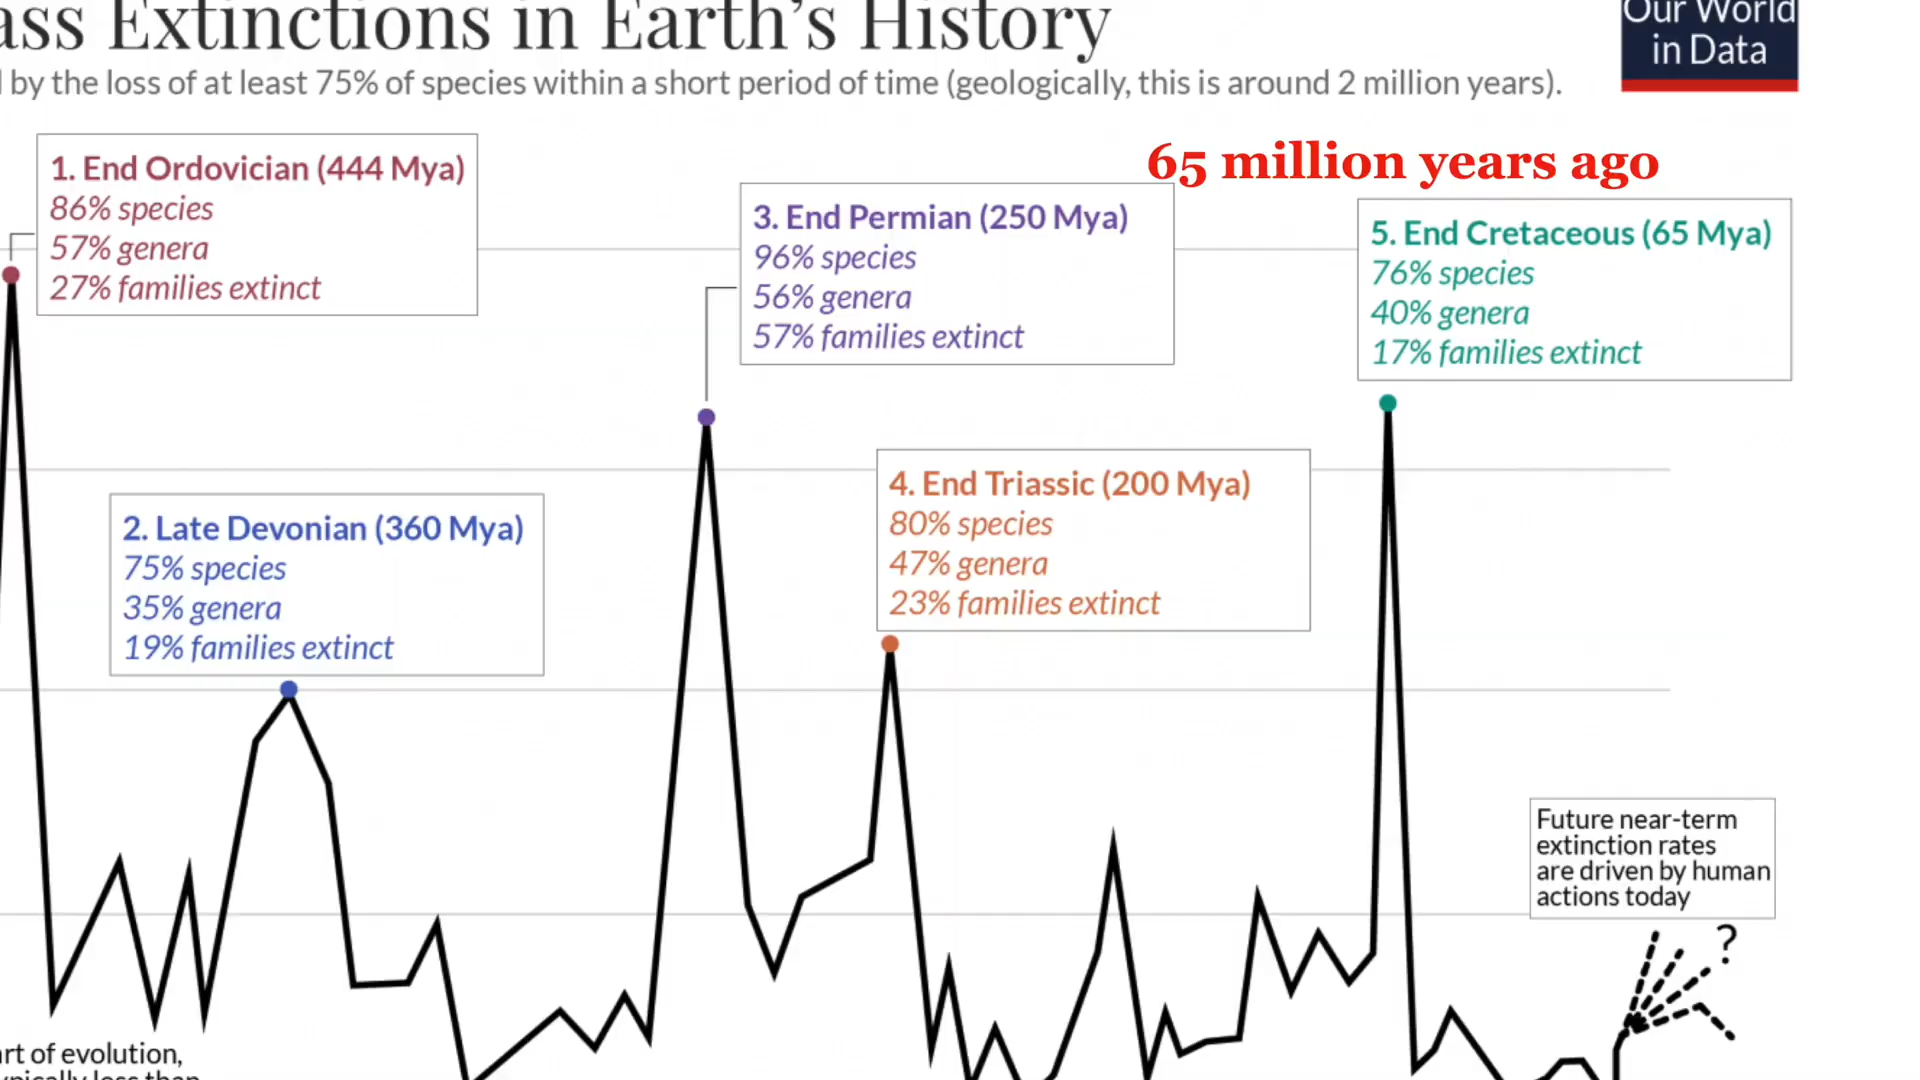 ass Extinctions in Earth's History
Our World
in Data
by the loss of at least 75% of species within a short period of time (geologically, this is around 2 million years).
65 million years ago
1. End Ordovician (444 Mya)
86% species
57% genera
27% families extinct
3. End Permian (250 Mya)
96% species
56% genera
57% families extinct
5. End Cretaceous (65 Mya)
76% species
40% genera
17% families extinct
2. Late Devonian (360 Mya)
75% species
35% genera
19% families extinct
4. End Triassic (200 Mya)
80% species
47% genera
23% families extinct
Future near-term
extinction rates
are driven by human
actions today
?
art of evolution,
typically less than